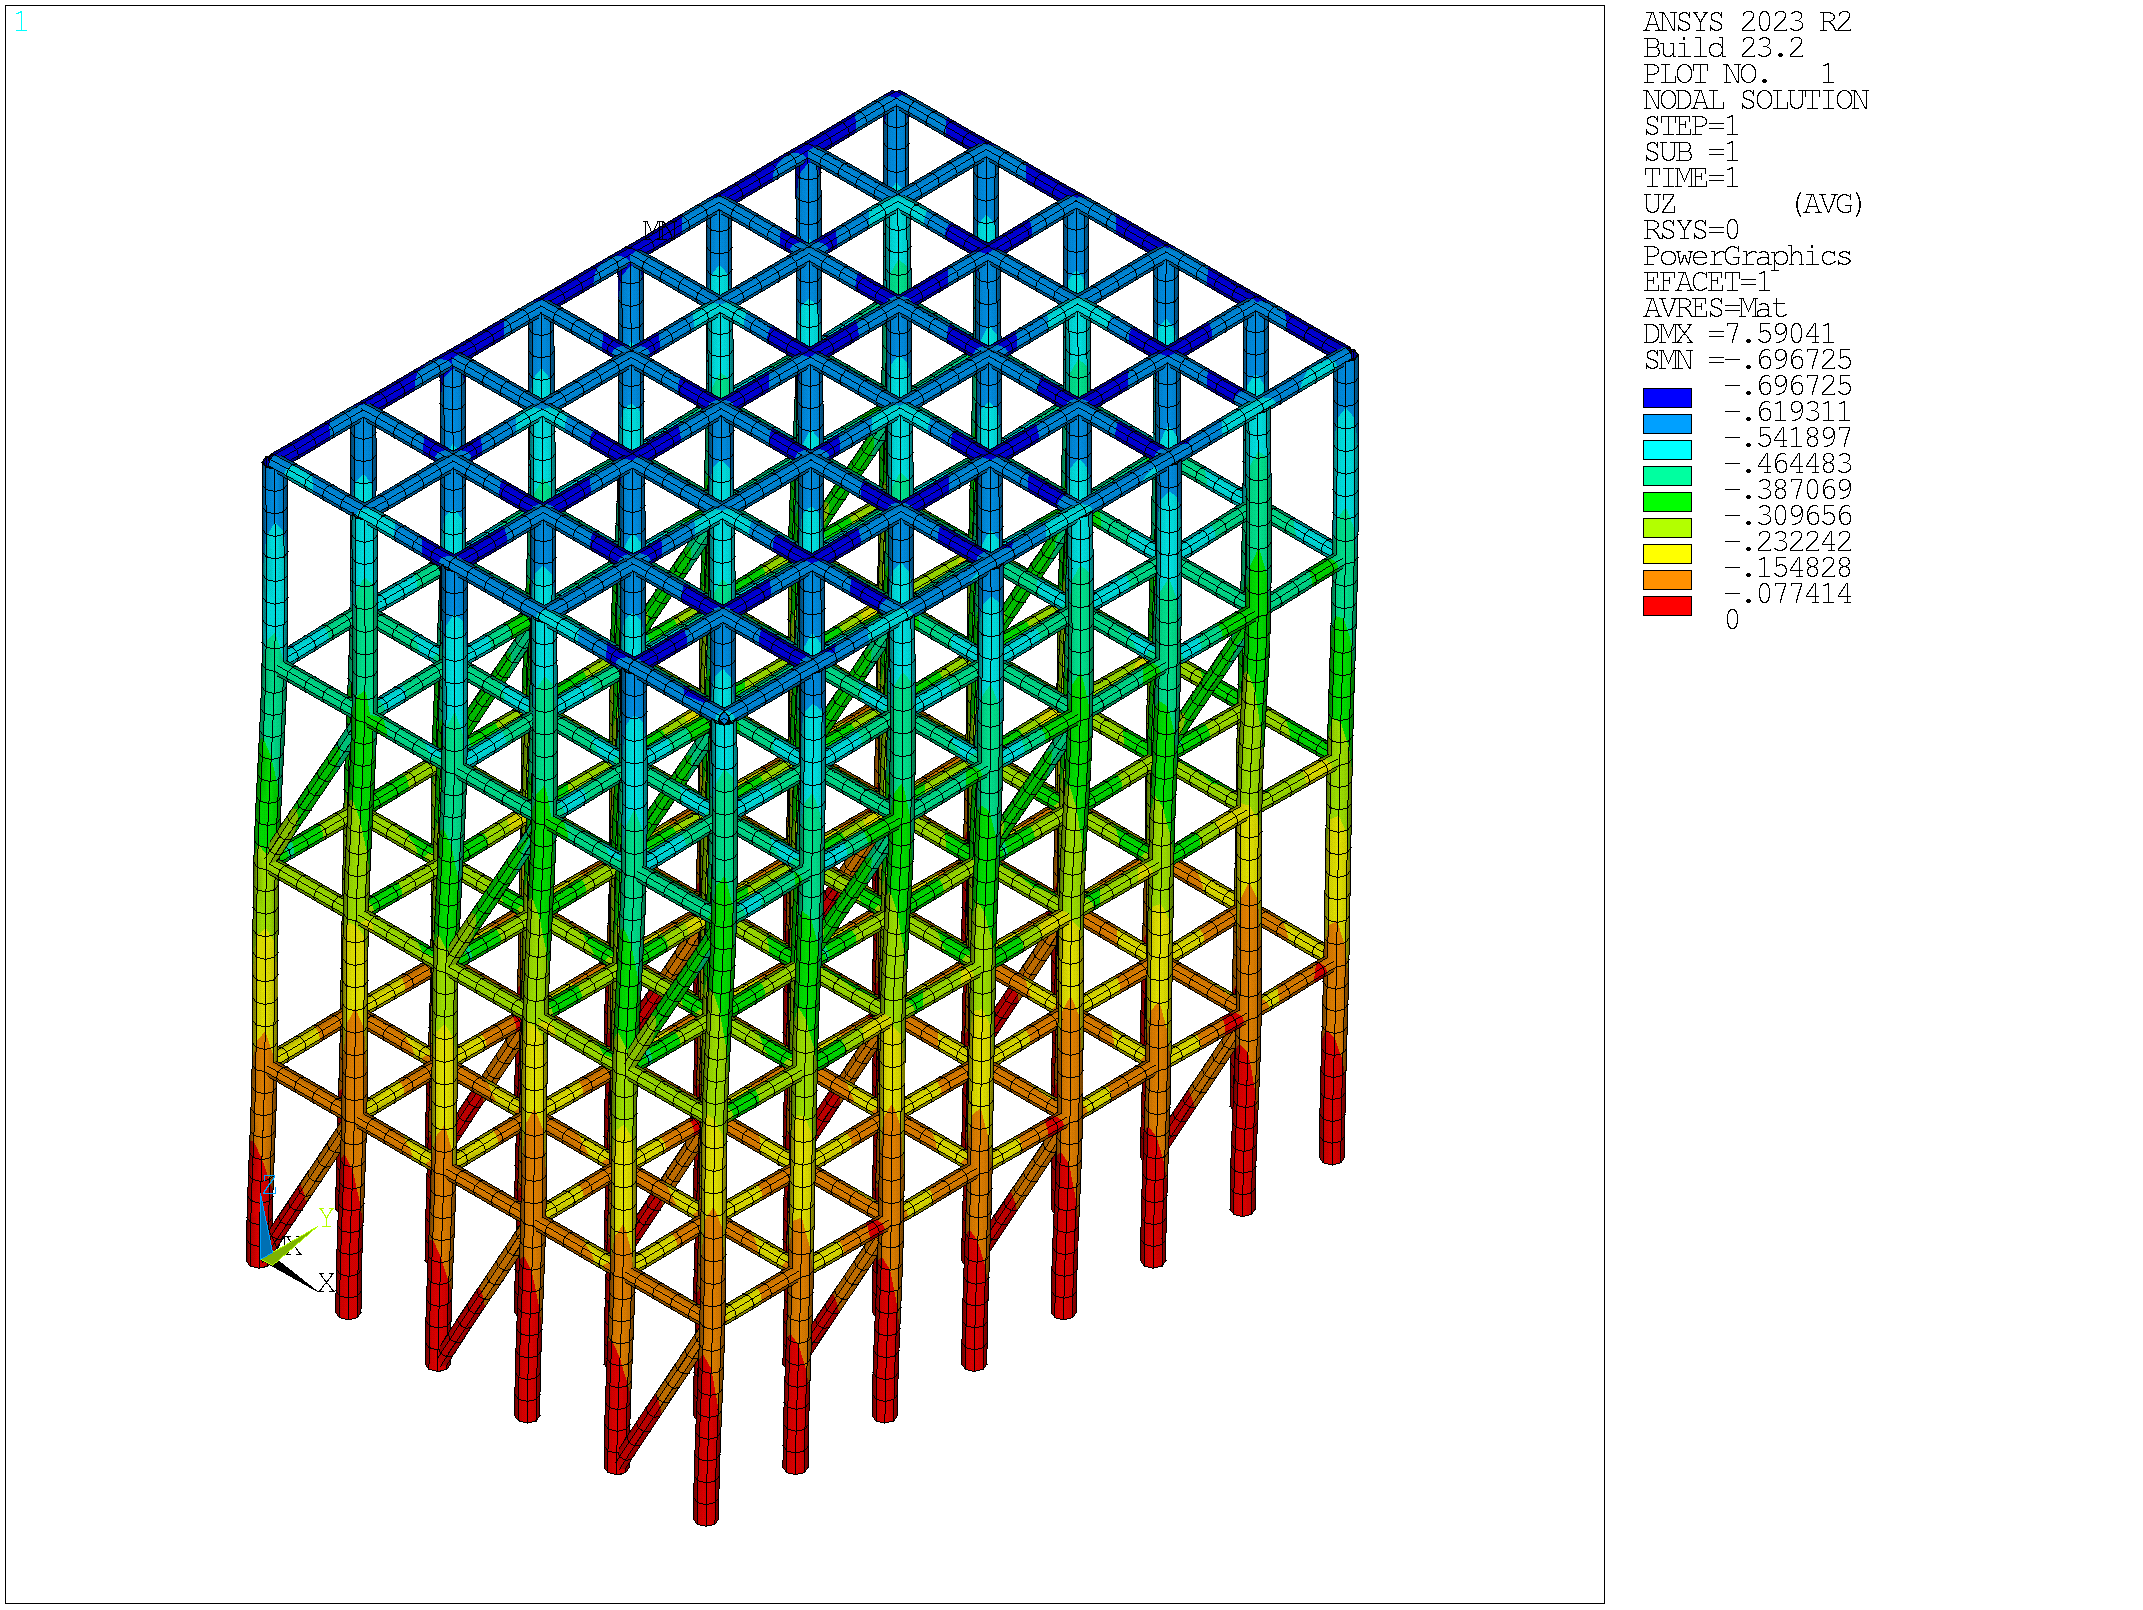 1
ANSYS 2023 R2
Build 23.2
PLOT NO. 1
NODAL SOLUTION
STEP=1
SUB =1
TIME=1
UZ (AVG)
RSYS=0
PowerGraphics
EFACET=1
AVRES=Mat
DMX =7.59041
SMN =-.696725
-.696725
-.619311
-.541897
-.464483
-.387069
-.309656
-.232242
-.154828
-.077414
0
MN
Z
Y
X